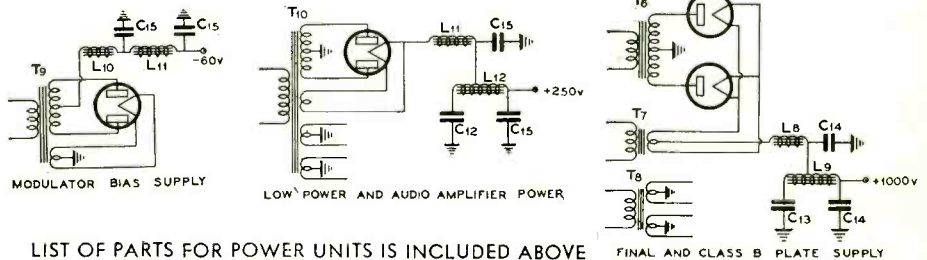 C15
C15
L10
L11
-60v
T9
MODULATOR BIAS SUPPLY
T10
L11
C15
L12
+250v
C12
C15
LOW POWER AND AUDIO AMPLIFIER POWER
T7
L8
C14
L9
+1000v
T8
C13
C14
FINAL AND CLASS B PLATE SUPPLY
LIST OF PARTS FOR POWER UNITS IS INCLUDED ABOVE